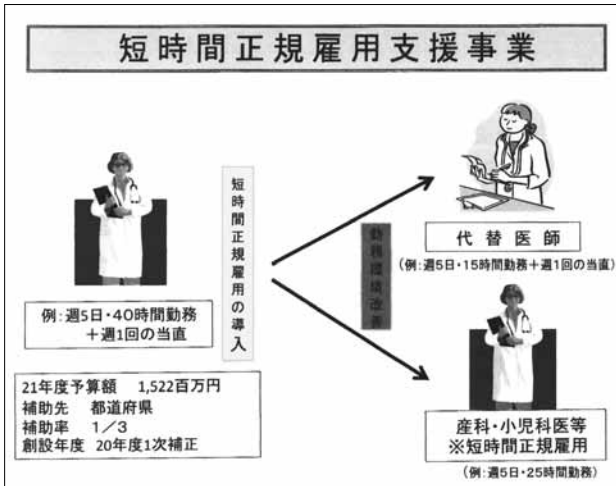 短時間正規雇用支援事業
短時間正規雇用の導入
勤務環境改善
代替医師
(例:週5日・15時間勤務+週1回の当直)
例:週5日・40時間勤務
+週1回の当直
21年度予算額 1,522百万円
補助先 都道府県
補助率 1/3
創設年度 20年度1次補正
産科・小児科医等
※短時間正規雇用
(例:週5日・25時間勤務)